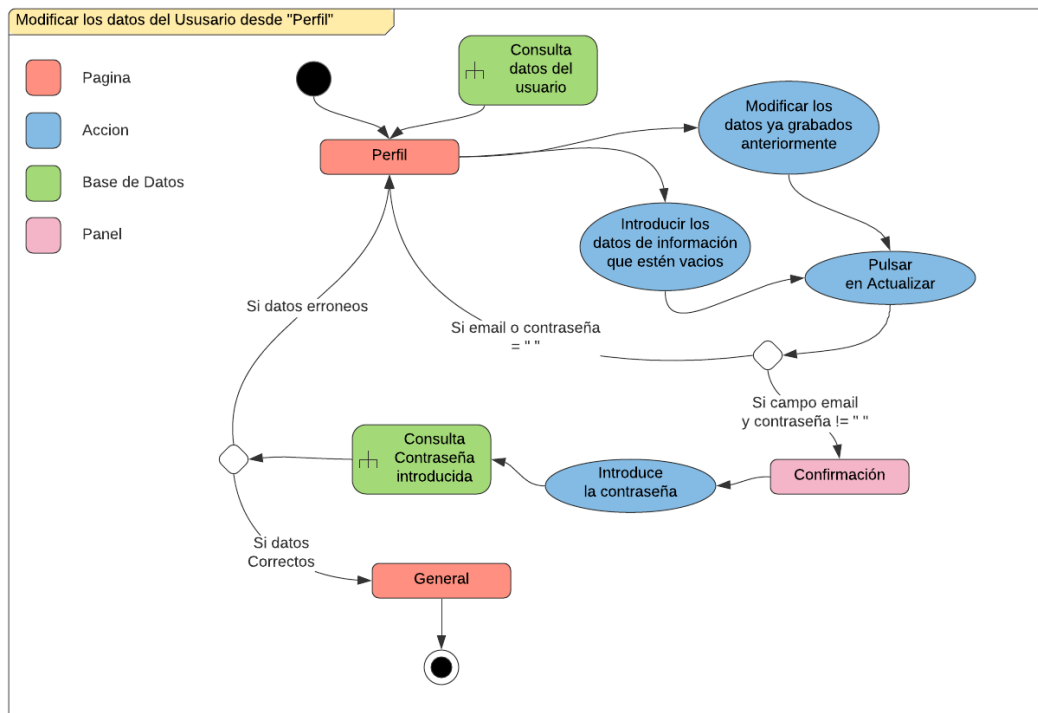 Modificar los datos del Ususario desde "Perfil"
Pagina
Accion
Base de Datos
Panel
Consulta
datos del
usuario
Perfil
Modificar los
datos ya grabados
anteriormente
Introducir los
datos de información
que estén vacios
Pulsar
en Actualizar
Si datos erroneos
Si email o contraseña
= " "
Si campo email
y contraseña != " "
Consulta
Contraseña
introducida
Introduce
la contraseña
Confirmación
Si datos
Correctos
General